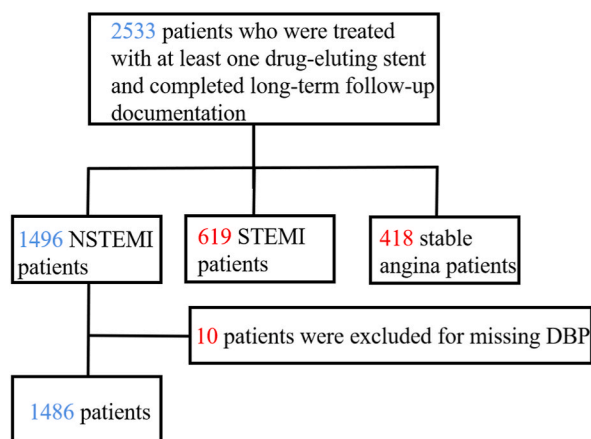 2533 patients who were treated
with at least one drug-eluting stent
and completed long-term follow-up
documentation
1496 NSTEMI
patients
619 STEMI
patients
418 stable
angina patients
10 patients were excluded for missing DBP
1486 patients